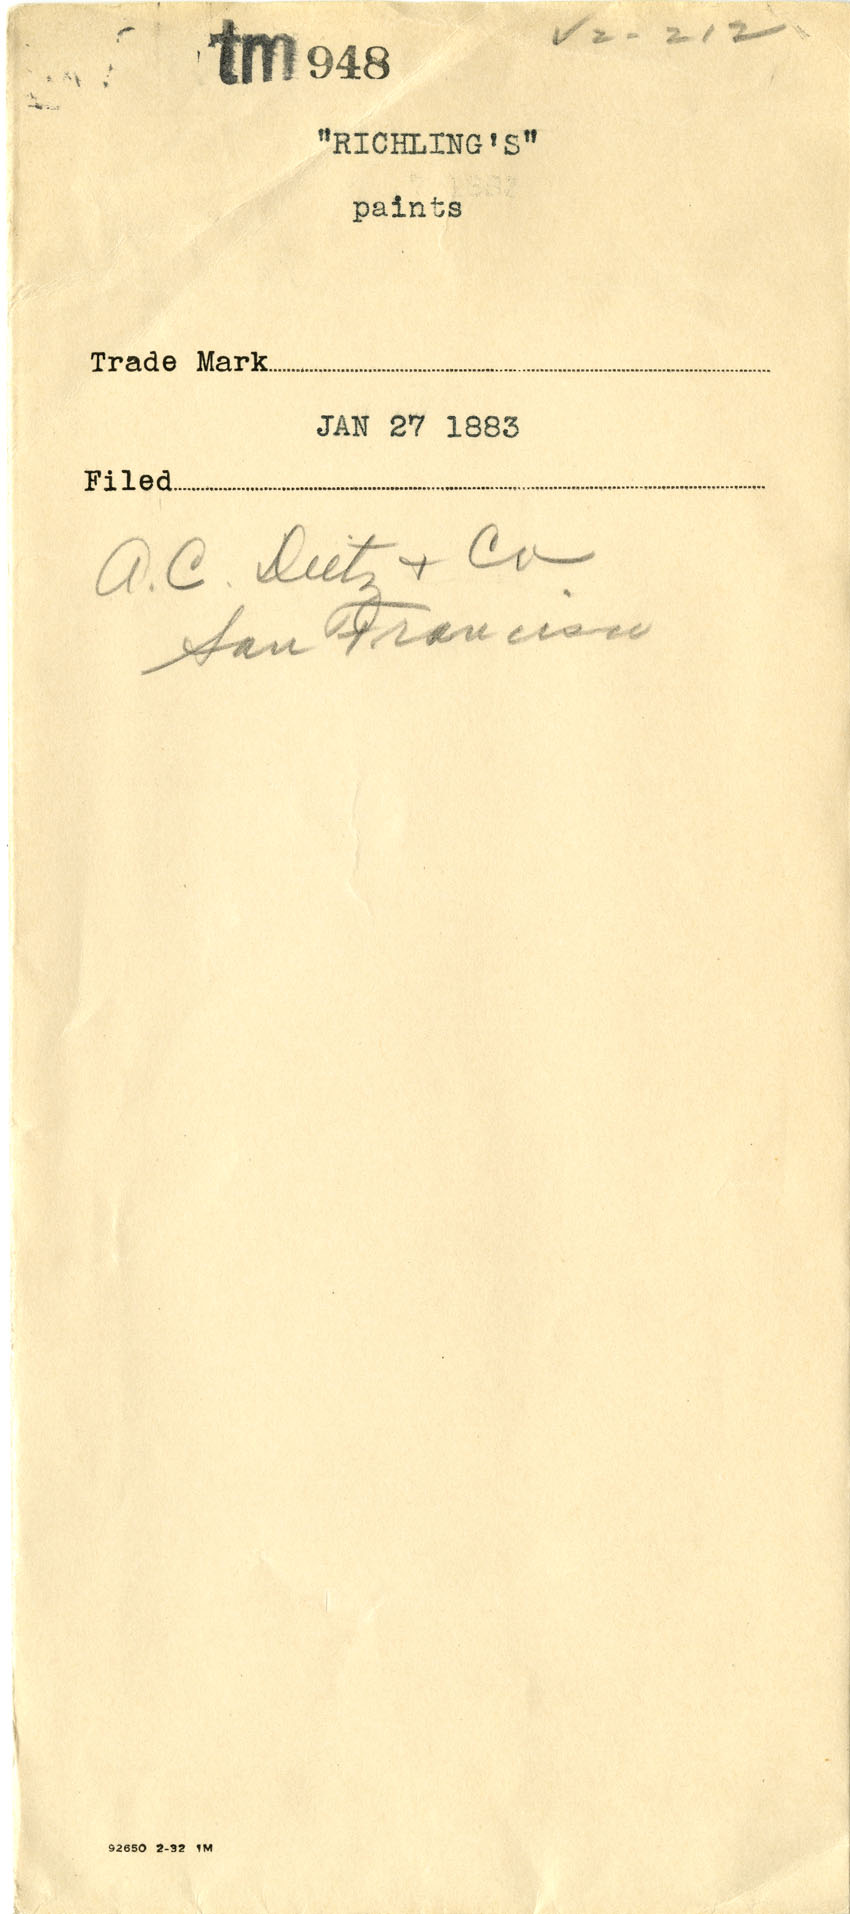 tm 948
V2-212
"RICHLING'S"
paints
Trade Mark
JAN 27 1883
Filed
A.C. Dietz + Co
San Francisco
92650 2-32 1M